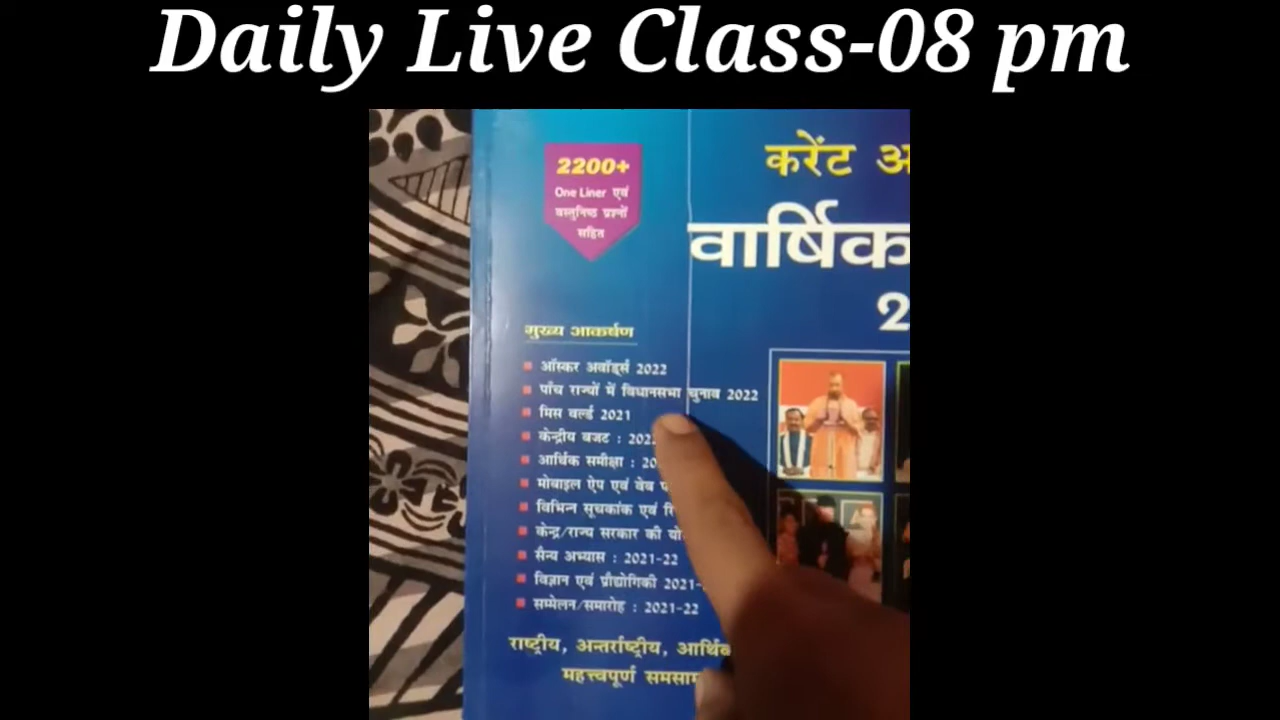 Daily Live Class-08 pm
करेंट अ
वार्षिक
2
2200+
One Liner एवं
वस्तुनिष्ठ प्रश्नों
सहित
मुख्य आकर्षण
ऑस्कर अवॉर्ड्स 2022
पाँच राज्यों में विधानसभा चुनाव 2022
मिस वर्ल्ड 2021
केन्द्रीय बजट : 202
आर्थिक समीक्षा : 20
मोबाइल ऐप एवं वेब
विभिन्न सूचकांक एवं
केन्द्र/राज्य सरकार की
सैन्य अभ्यास : 2021-22
विज्ञान एवं प्रौद्योगिकी 2021-
सम्मेलन/समारोह : 2021-22
राष्ट्रीय, अन्तर्राष्ट्रीय, आर्थिक
महत्त्वपूर्ण समसाम